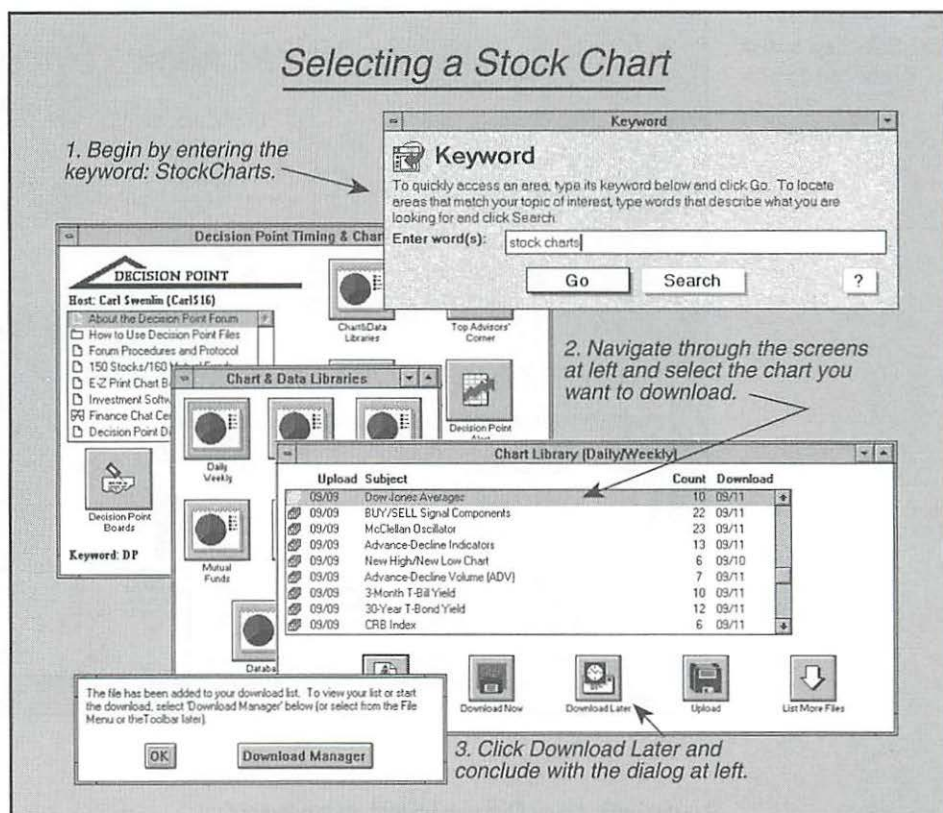 Selecting a Stock Chart
1. Begin by entering the
keyword: StockCharts.
Keyword
Keyword
To quickly access an area, type its keyword below and click Go. To locate
areas that match your topic of interest, type words that describe what you are
looking for and click Search.
Enter word(s):
stock charts
Go
Search
?
Decision Point Timing & Char
DECISION POINT
Host: Carl Swenlin (CarlS16)
About the Decision Point Forum
How to Use Decision Point Files
Forum Procedures and Protocol
150 Stocks/160 Mutual Funds
E-Z Print Chart B
Investment Softw
Finance Chat Cen
Decision Point D
Chart&Data
Libraries
Top Advisors'
Corner
Decision Point
Decision Point
Boards
Keyword: DP
2. Navigate through the screens
at left and select the chart you
want to download.
Chart & Data Libraries
Daily
Weekly
Mutual
Funds
Databa
Chart Library (Daily/Weekly)
Upload Subject Count Download
09/09 Dow Jones Averages 10 09/11
09/09 BUY/SELL Signal Components 22 09/11
09/09 McClellan Oscillator 23 09/11
09/09 Advance-Decline Indicators 13 09/11
09/09 New High/New Low Chart 6 09/10
09/09 Advance-Decline Volume (ADV) 7 09/11
09/09 3-Month T-Bill Yield 10 09/11
09/09 30-Year T-Bond Yield 12 09/11
09/09 CRB Index 6 09/11
Download Now
Download Later
Upload
List More Files
The file has been added to your download list. To view your list or start
the download, select 'Download Manager' below (or select from the File
Menu or theToolbar later).
OK
Download Manager
3. Click Download Later and
conclude with the dialog at left.